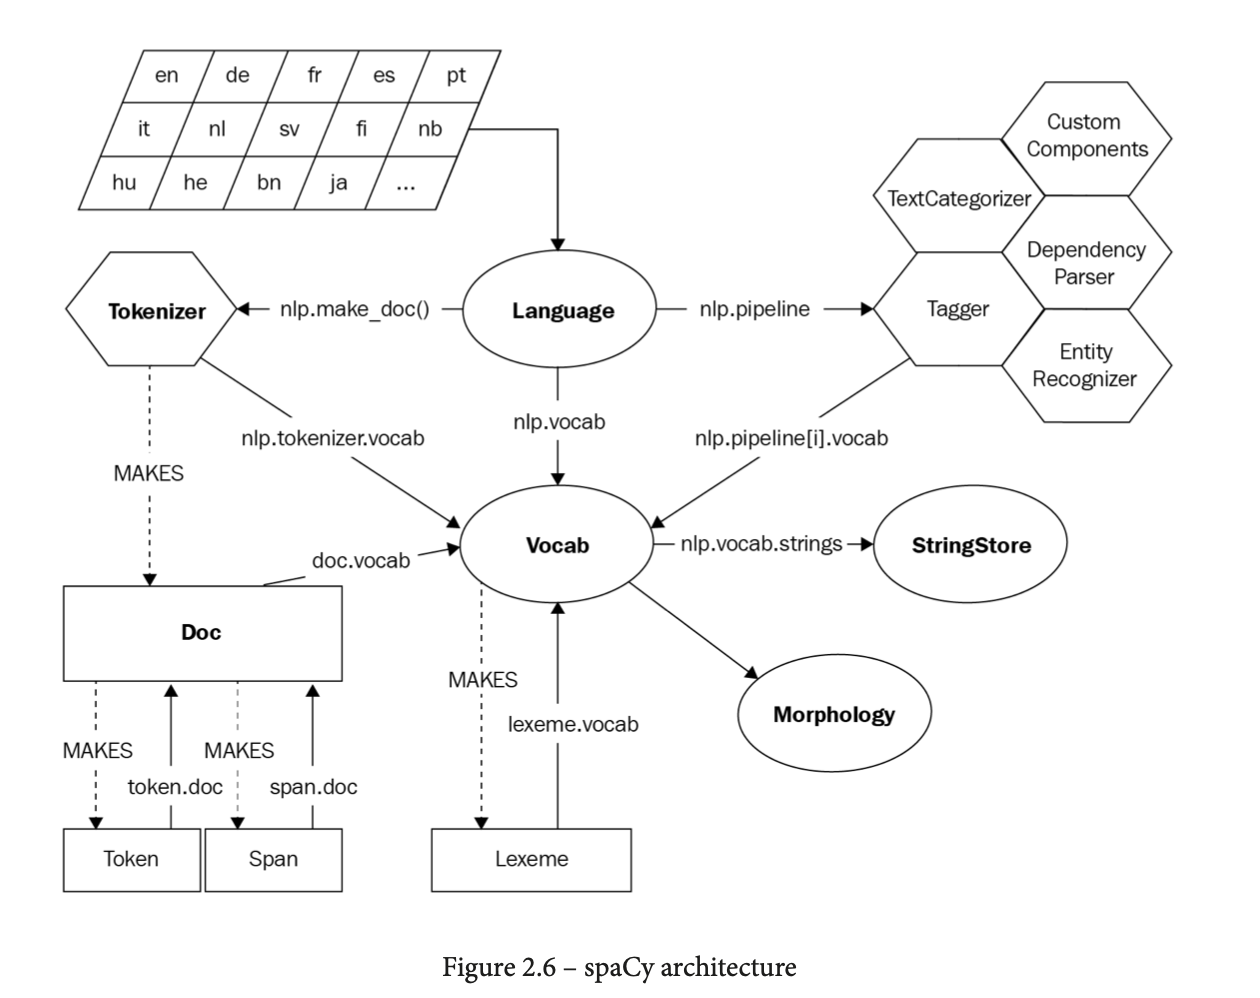 en de fr es pt
it nl sv fi nb
hu he bn ja ...
Custom
Components
TextCategorizer
Dependency
Parser
Tokenizer
nlp.make_doc()
Language
nlp.pipeline
Tagger
Entity
Recognizer
nlp.vocab
nlp.tokenizer.vocab
nlp.pipeline[i].vocab
MAKES
doc.vocab
Vocab
nlp.vocab.strings
StringStore
Doc
MAKES
lexeme.vocab
Morphology
MAKES
MAKES
token.doc
span.doc
Token
Span
Lexeme
Figure 2.6 – spaCy architecture